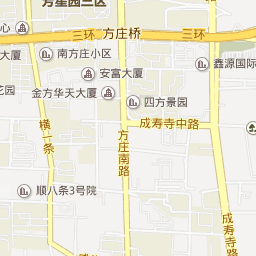 方星园三区
心
方庄桥
三环
三环
大厦
南方庄小区
鑫源国际
安富大厦
花园
金方华天大厦
四方景园
成寿寺中路
横一条
方庄南路
顺八条3号院
成寿寺路